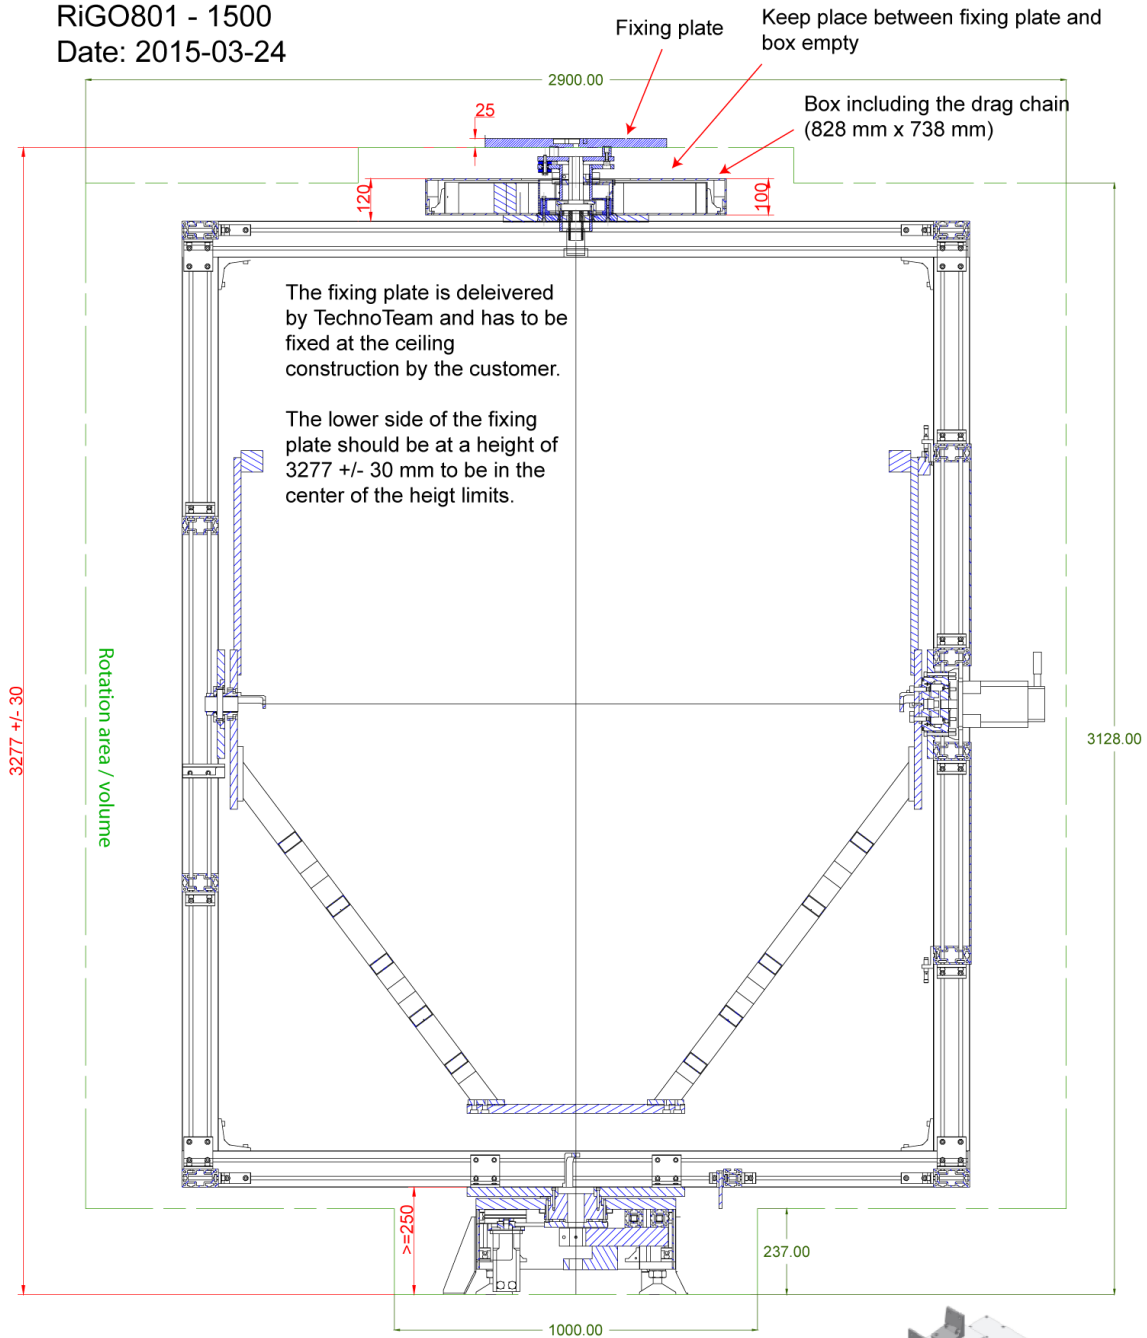 RiGO801 - 1500
Date: 2015-03-24
Fixing plate
Keep place between fixing plate and
box empty
2900.00
Box including the drag chain
(828 mm x 738 mm)
25
120
100
The fixing plate is deleivered
by TechnoTeam and has to be
fixed at the ceiling
construction by the customer.
The lower side of the fixing
plate should be at a height of
3277 +/- 30 mm to be in the
center of the heigt limits.
3277 +/- 30
Rotation area / volume
3128.00
>=250
237.00
1000.00